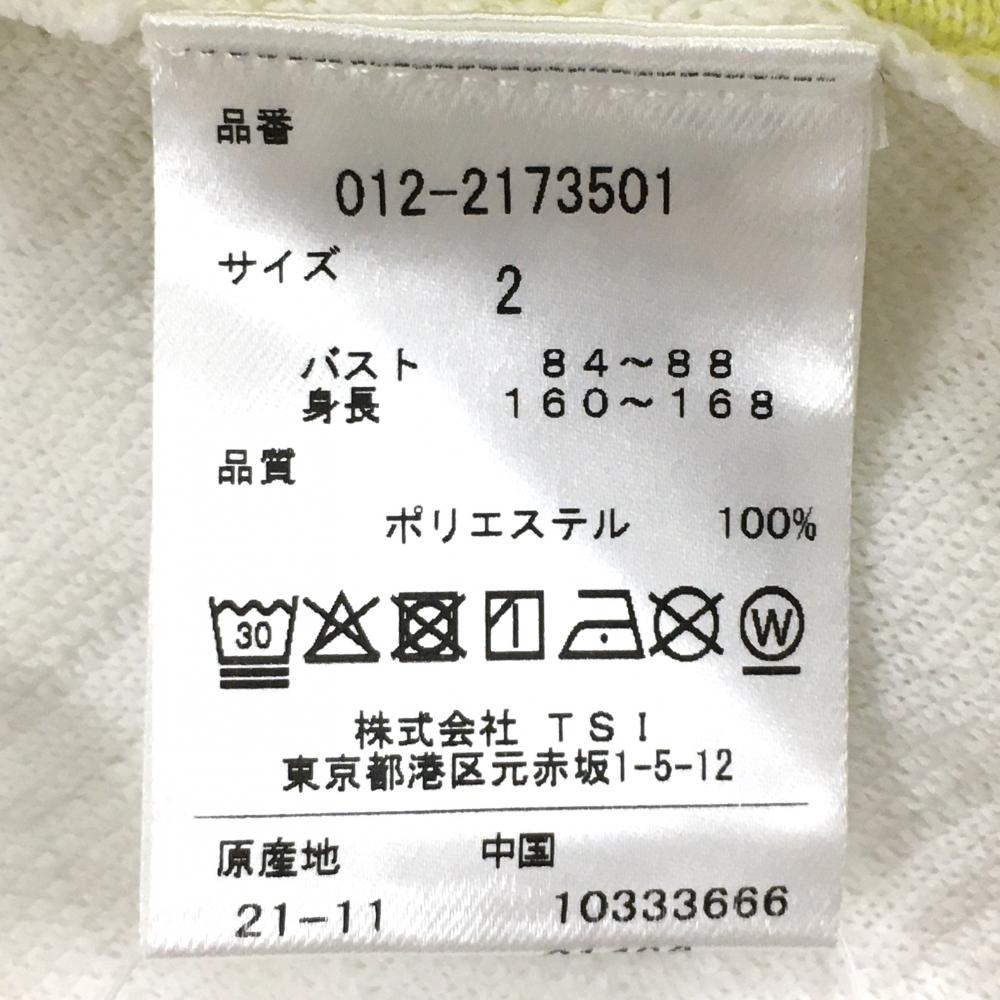 品番
012-2173501
サイズ 2
バスト 84～88
身長 160～168
品質
ポリエステル 100%
30 W
株式会社 TSI
東京都港区元赤坂1-5-12
原産地 中国
21-11 10333666